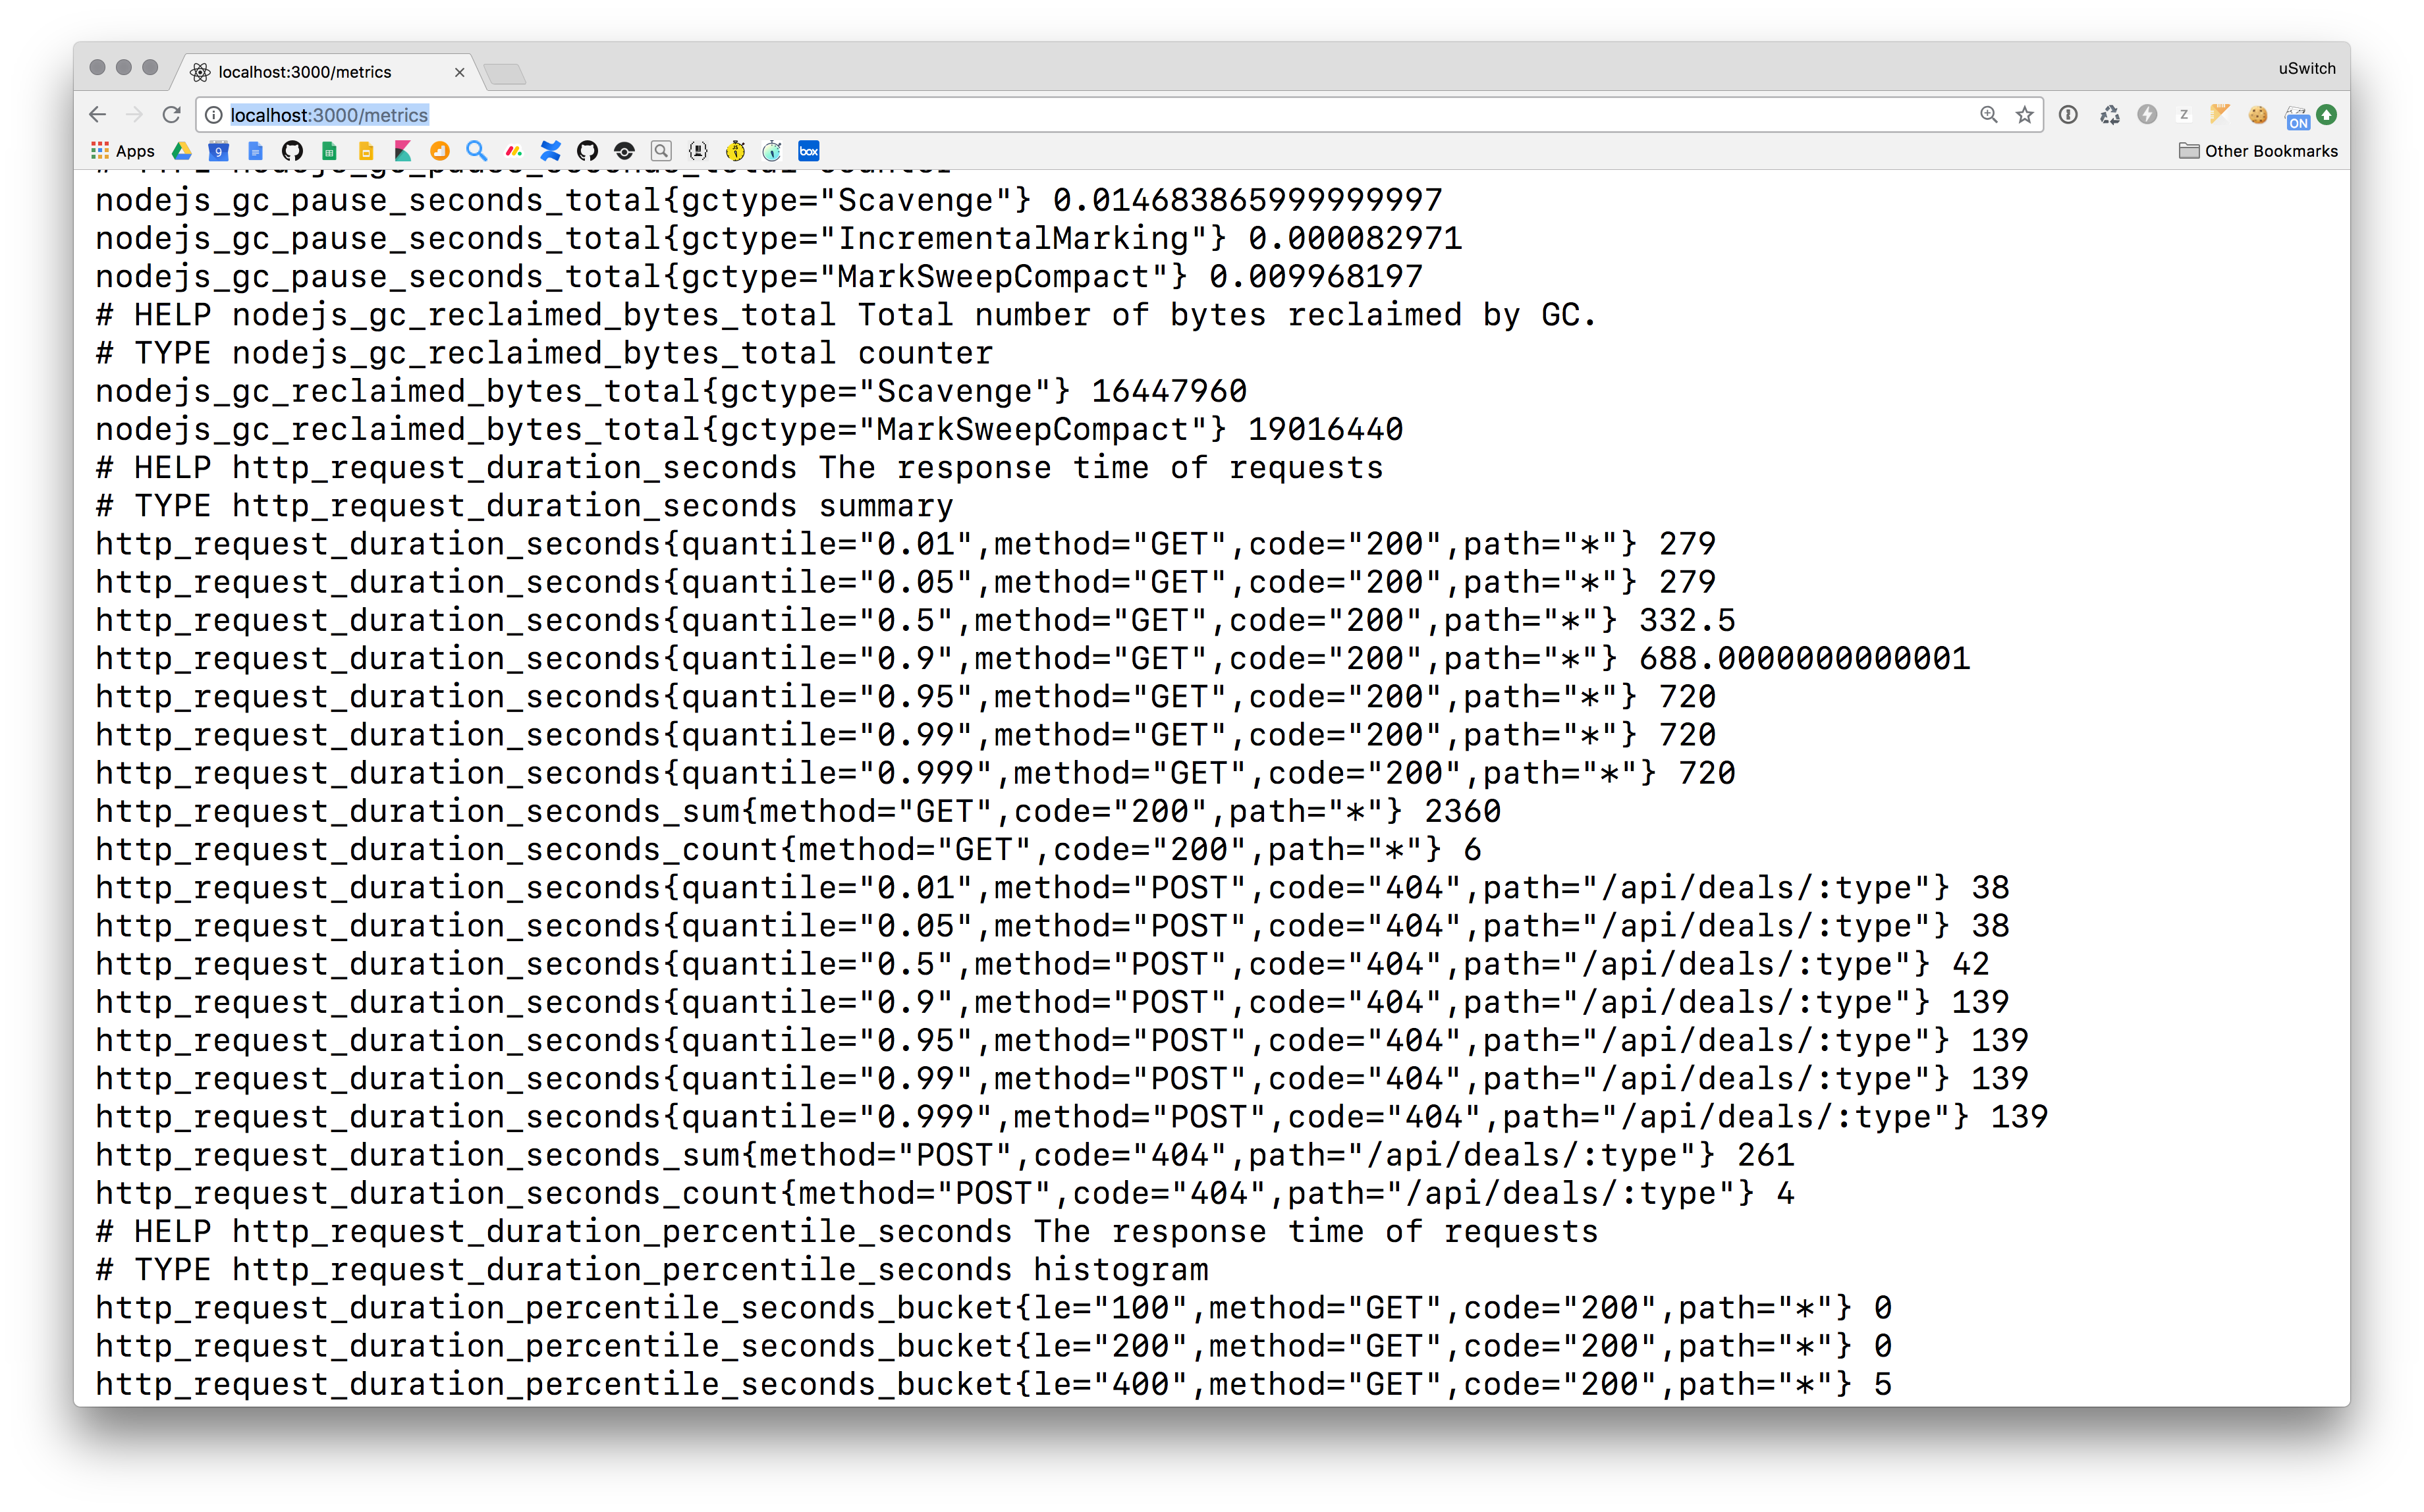 localhost:3000/metrics
uSwitch
localhost:3000/metrics
Apps
9
box
Z
ON
Other Bookmarks
# TYPE nodejs_gc_pause_seconds_total counter
nodejs_gc_pause_seconds_total{gctype="Scavenge"} 0.014683865999999997
nodejs_gc_pause_seconds_total{gctype="IncrementalMarking"} 0.000082971
nodejs_gc_pause_seconds_total{gctype="MarkSweepCompact"} 0.009968197
# HELP nodejs_gc_reclaimed_bytes_total Total number of bytes reclaimed by GC.
# TYPE nodejs_gc_reclaimed_bytes_total counter
nodejs_gc_reclaimed_bytes_total{gctype="Scavenge"} 16447960
nodejs_gc_reclaimed_bytes_total{gctype="MarkSweepCompact"} 19016440
# HELP http_request_duration_seconds The response time of requests
# TYPE http_request_duration_seconds summary
http_request_duration_seconds{quantile="0.01",method="GET",code="200",path="*"} 279
http_request_duration_seconds{quantile="0.05",method="GET",code="200",path="*"} 279
http_request_duration_seconds{quantile="0.5",method="GET",code="200",path="*"} 332.5
http_request_duration_seconds{quantile="0.9",method="GET",code="200",path="*"} 688.0000000000001
http_request_duration_seconds{quantile="0.95",method="GET",code="200",path="*"} 720
http_request_duration_seconds{quantile="0.99",method="GET",code="200",path="*"} 720
http_request_duration_seconds{quantile="0.999",method="GET",code="200",path="*"} 720
http_request_duration_seconds_sum{method="GET",code="200",path="*"} 2360
http_request_duration_seconds_count{method="GET",code="200",path="*"} 6
http_request_duration_seconds{quantile="0.01",method="POST",code="404",path="/api/deals/:type"} 38
http_request_duration_seconds{quantile="0.05",method="POST",code="404",path="/api/deals/:type"} 38
http_request_duration_seconds{quantile="0.5",method="POST",code="404",path="/api/deals/:type"} 42
http_request_duration_seconds{quantile="0.9",method="POST",code="404",path="/api/deals/:type"} 139
http_request_duration_seconds{quantile="0.95",method="POST",code="404",path="/api/deals/:type"} 139
http_request_duration_seconds{quantile="0.99",method="POST",code="404",path="/api/deals/:type"} 139
http_request_duration_seconds{quantile="0.999",method="POST",code="404",path="/api/deals/:type"} 139
http_request_duration_seconds_sum{method="POST",code="404",path="/api/deals/:type"} 261
http_request_duration_seconds_count{method="POST",code="404",path="/api/deals/:type"} 4
# HELP http_request_duration_percentile_seconds The response time of requests
# TYPE http_request_duration_percentile_seconds histogram
http_request_duration_percentile_seconds_bucket{le="100",method="GET",code="200",path="*"} 0
http_request_duration_percentile_seconds_bucket{le="200",method="GET",code="200",path="*"} 0
http_request_duration_percentile_seconds_bucket{le="400",method="GET",code="200",path="*"} 5